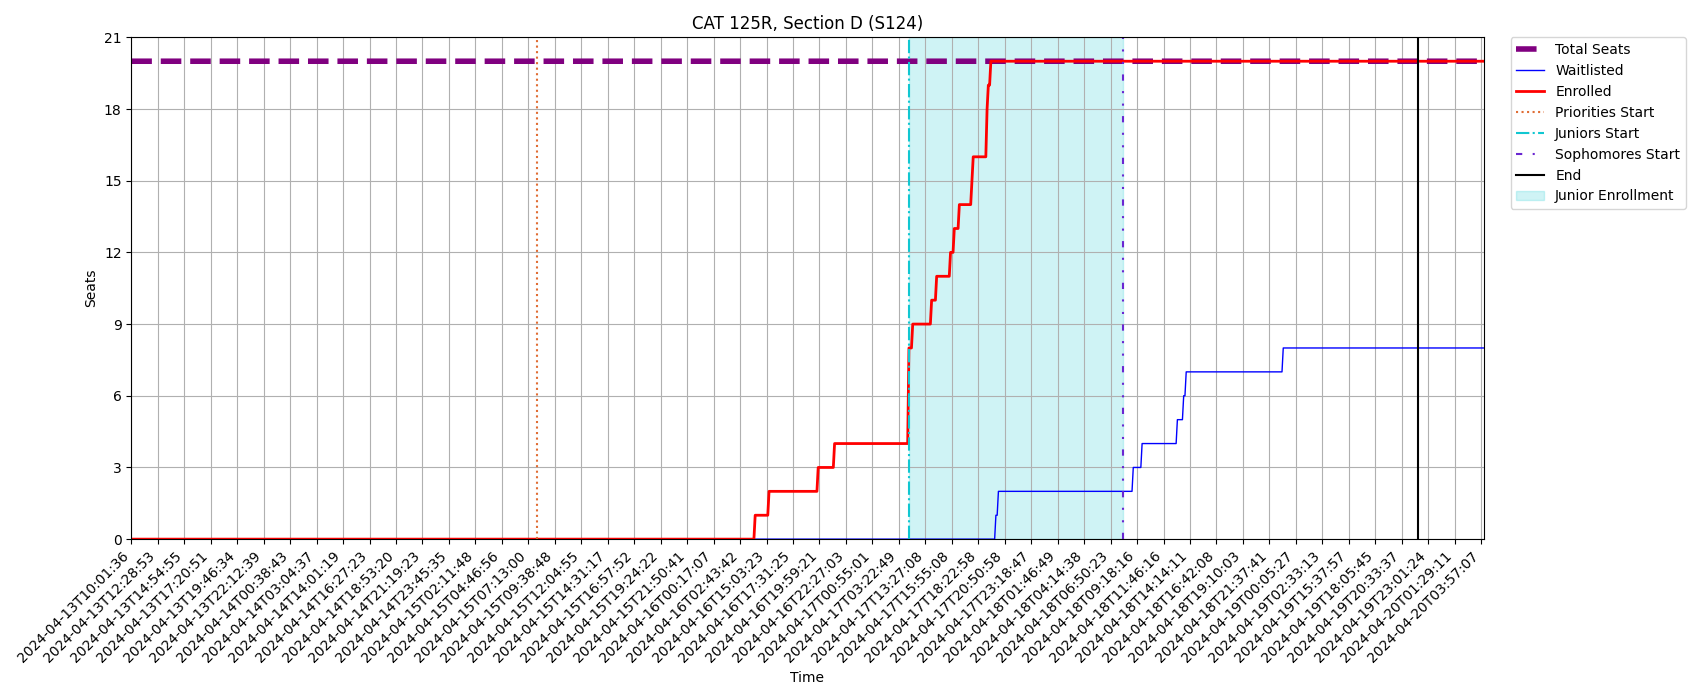 CAT 125R, Section D (S124)
21
18
15
12
9
6
3
0
Seats
2024-04-13T10:01:36
2024-04-13T12:28:53
2024-04-13T14:54:55
2024-04-13T17:20:51
2024-04-13T19:46:34
2024-04-13T22:12:39
2024-04-14T00:38:43
2024-04-14T03:04:37
2024-04-14T14:01:19
2024-04-14T16:27:23
2024-04-14T18:53:20
2024-04-14T21:19:23
2024-04-14T23:45:35
2024-04-15T02:11:48
2024-04-15T04:46:56
2024-04-15T07:13:00
2024-04-15T09:38:48
2024-04-15T12:04:55
2024-04-15T14:31:17
2024-04-15T16:57:52
2024-04-15T19:24:22
2024-04-15T21:50:41
2024-04-16T00:17:07
2024-04-16T02:43:42
2024-04-16T15:03:23
2024-04-16T17:31:25
2024-04-16T19:59:21
2024-04-16T22:27:03
2024-04-17T00:55:01
2024-04-17T03:22:49
2024-04-17T13:27:08
2024-04-17T15:55:08
2024-04-17T18:22:58
2024-04-17T20:50:58
2024-04-17T23:18:47
2024-04-18T01:46:49
2024-04-18T04:14:38
2024-04-18T06:50:23
2024-04-18T09:18:16
2024-04-18T11:46:16
2024-04-18T14:14:11
2024-04-18T16:42:08
2024-04-18T19:10:03
2024-04-18T21:37:41
2024-04-19T00:05:27
2024-04-19T02:33:13
2024-04-19T15:37:57
2024-04-19T18:05:45
2024-04-19T20:33:37
2024-04-19T23:01:24
2024-04-20T01:29:11
2024-04-20T03:57:07
Time
Total Seats
Waitlisted
Enrolled
Priorities Start
Juniors Start
Sophomores Start
End
Junior Enrollment